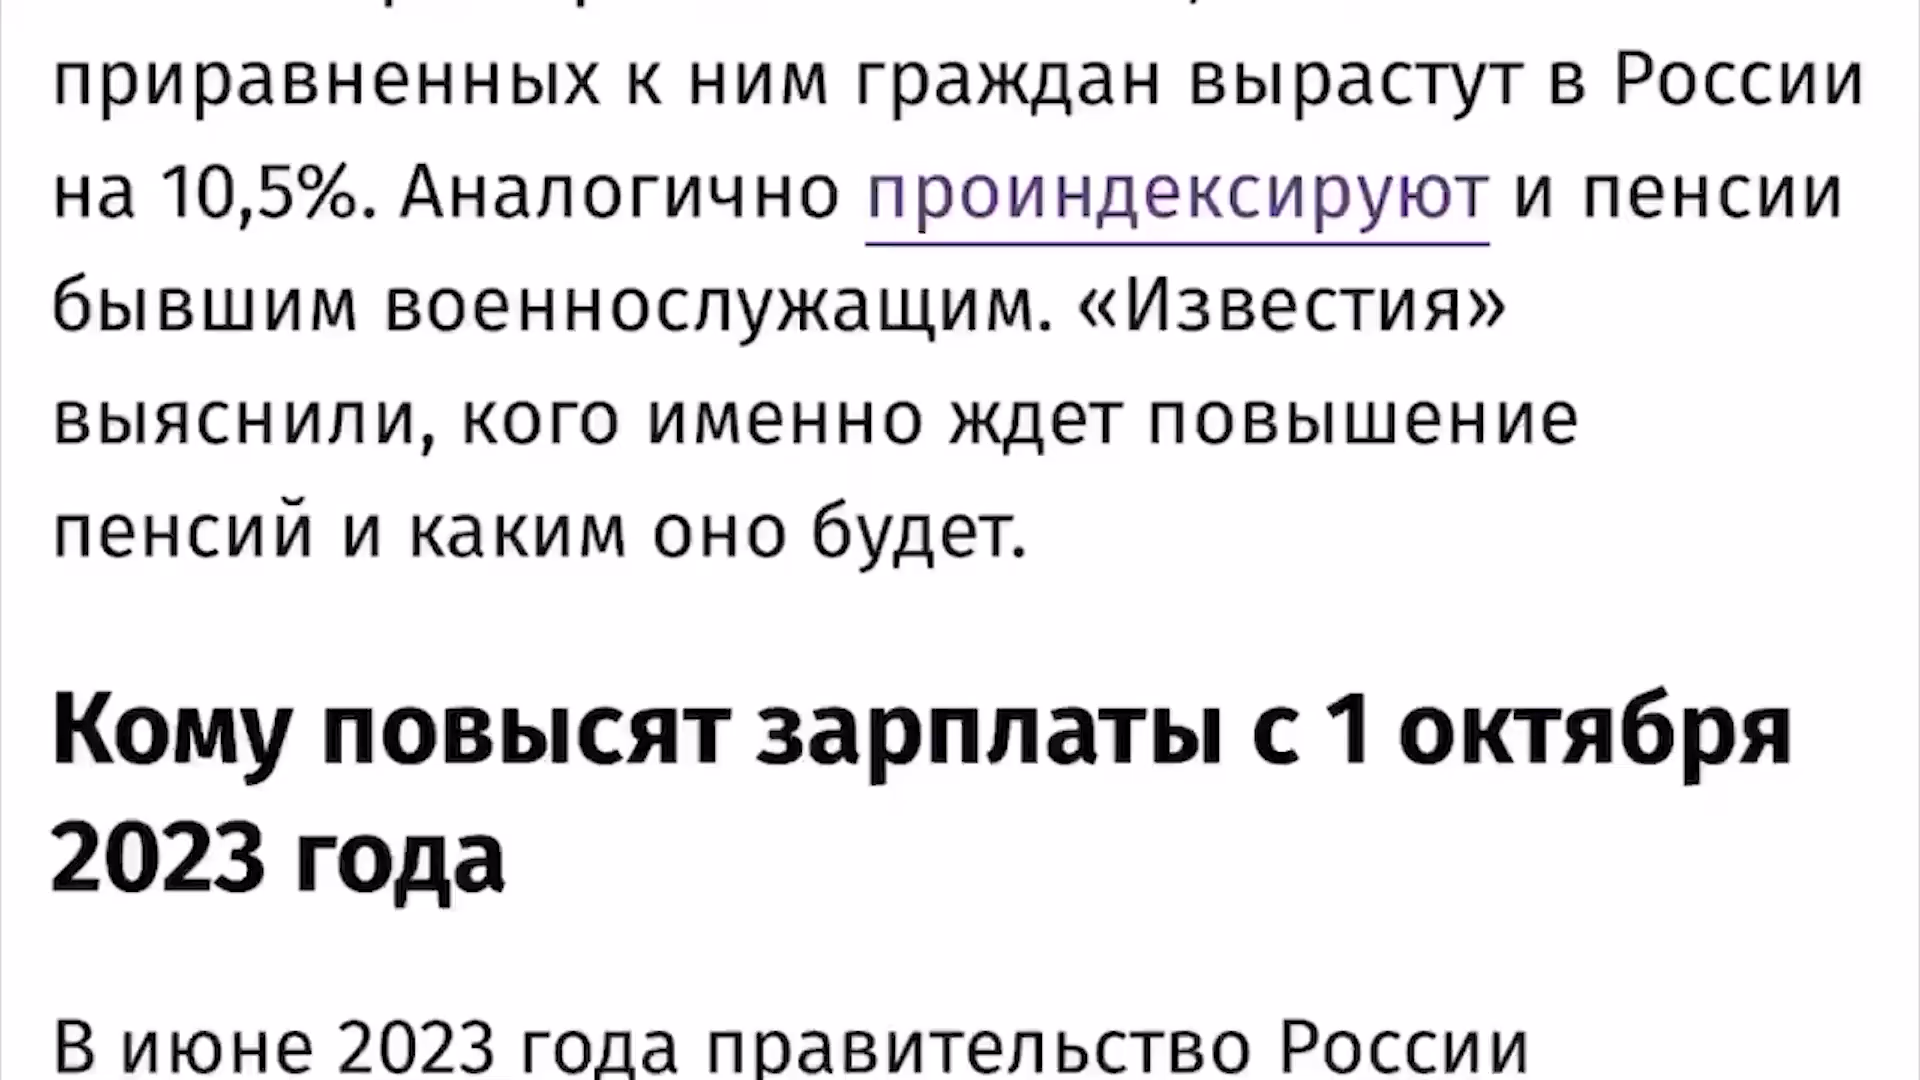 приравненных к ним граждан вырастут в России
на 10,5%. Аналогично проиндексируют и пенсии
бывшим военнослужащим. «Известия»
выяснили, кого именно ждет повышение
пенсий и каким оно будет.
Кому повысят зарплаты с 1 октября
2023 года
В июне 2023 года правительство России